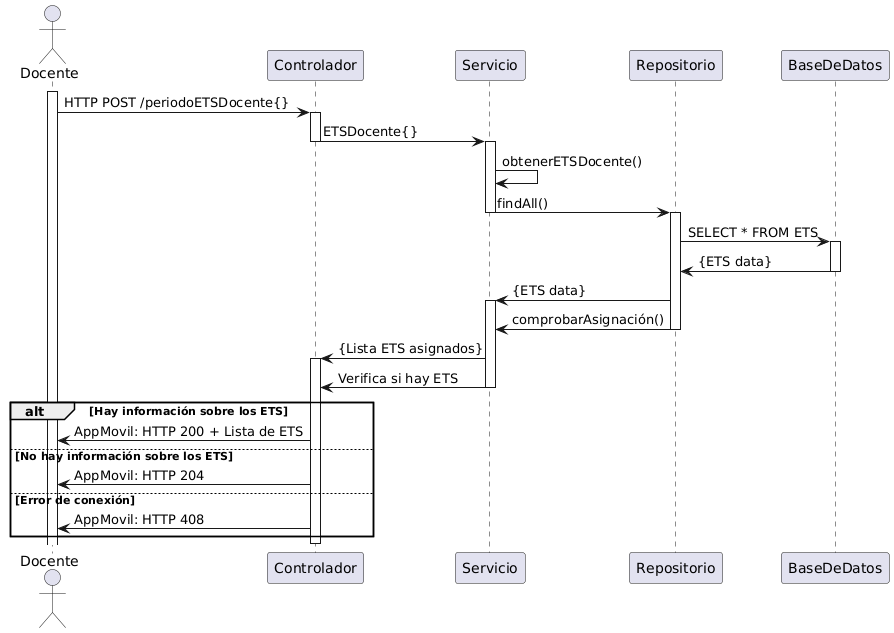 Docente
Controlador
Servicio
Repositorio
BaseDeDatos
HTTP POST /periodoETSDocente{}
ETSDocente{}
obtenerETSDocente()
findAll()
SELECT * FROM ETS
{ETS data}
{ETS data}
comprobarAsignación()
{Lista ETS asignados}
Verifica si hay ETS
alt
[Hay información sobre los ETS]
AppMovil: HTTP 200 + Lista de ETS
[No hay información sobre los ETS]
AppMovil: HTTP 204
[Error de conexión]
AppMovil: HTTP 408
Docente
Controlador
Servicio
Repositorio
BaseDeDatos